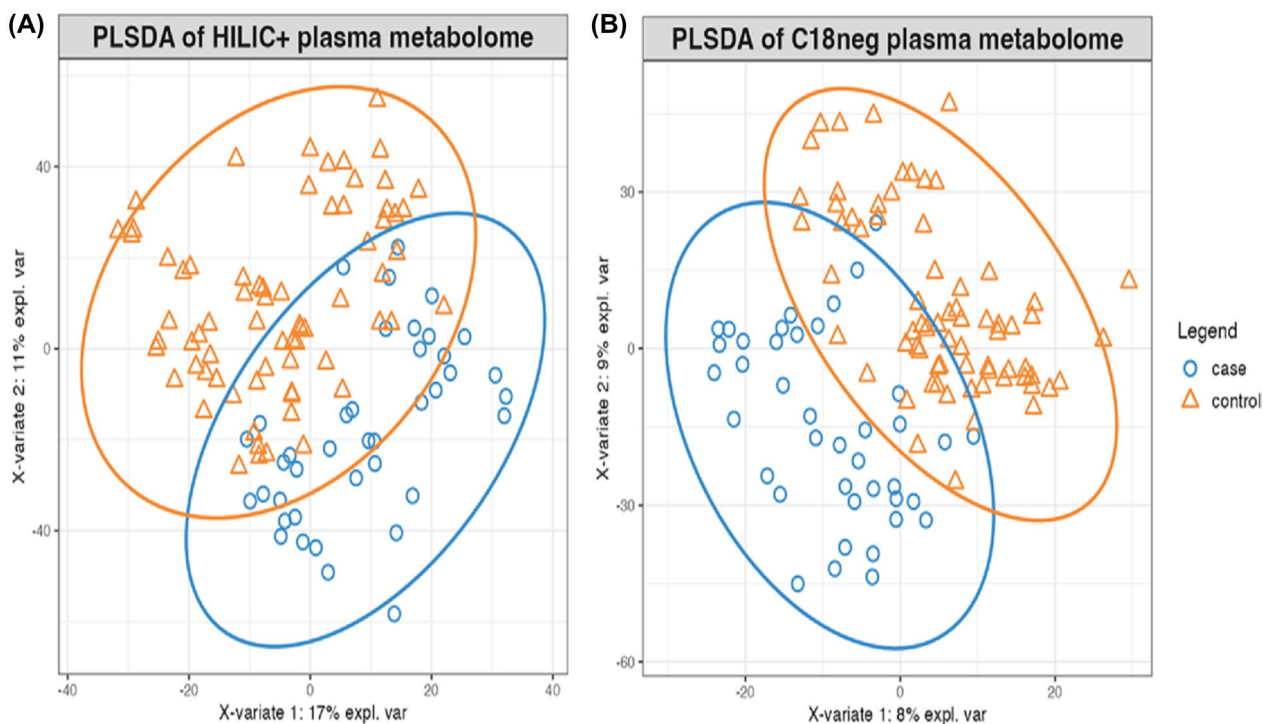 (A)
PLSDA of HILIC+ plasma metabolome
X-variate 2: 11% expl. var
40
0
-40
-40
-20
0
20
40
X-variate 1: 17% expl. var
(B)
PLSDA of C18neg plasma metabolome
X-variate 2: 9% expl. var
30
0
-30
-60
-20
0
20
X-variate 1: 8% expl. var
Legend
case
control